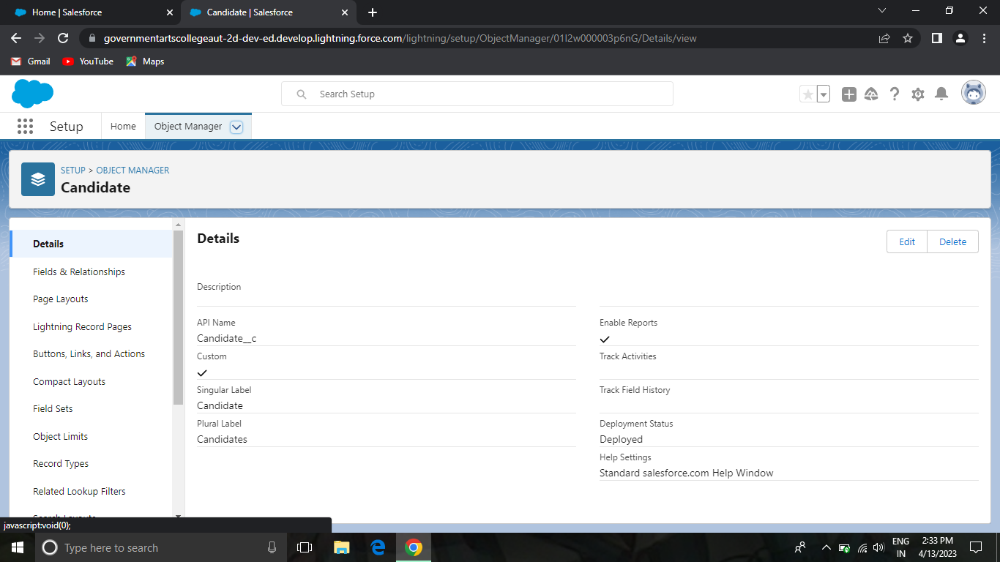 Home | Salesforce
Candidate | Salesforce
governmentartscollegeaut-2d-dev-ed.develop.lightning.force.com/lightning/setup/ObjectManager/01I2w000003p6nG/Details/view
Gmail
YouTube
Maps
Search Setup
Setup
Home
Object Manager
SETUP > OBJECT MANAGER
Candidate
Details
Fields & Relationships
Page Layouts
Lightning Record Pages
Buttons, Links, and Actions
Compact Layouts
Field Sets
Object Limits
Record Types
Related Lookup Filters
Search Layouts
Details
Edit
Delete
Description
API Name
Candidate__c
Custom
Singular Label
Candidate
Plural Label
Candidates
Enable Reports
Track Activities
Track Field History
Deployment Status
Deployed
Help Settings
Standard salesforce.com Help Window
javascript:void(0);
Type here to search
ENG
IN
2:33 PM
4/13/2023